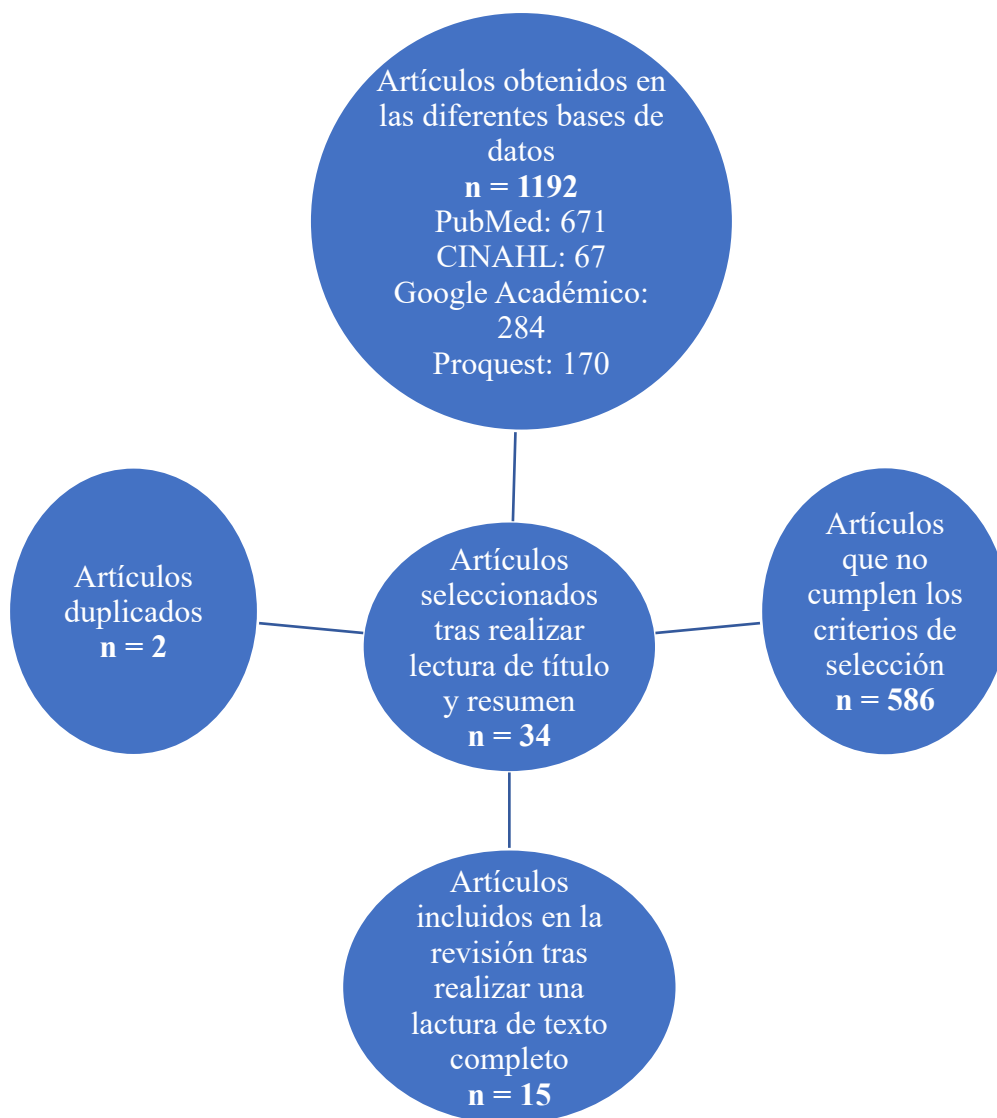 Artículos obtenidos en
las diferentes bases de
datos
n = 1192
PubMed: 671
CINAHL: 67
Google Académico:
284
Proquest: 170
Artículos
duplicados
n = 2
Artículos
seleccionados
tras realizar
lectura de título
y resumen
n = 34
Artículos
que no
cumplen los
criterios de
selección
n = 586
Artículos
incluidos en la
revisión tras
realizar una
lactura de texto
completo
n = 15